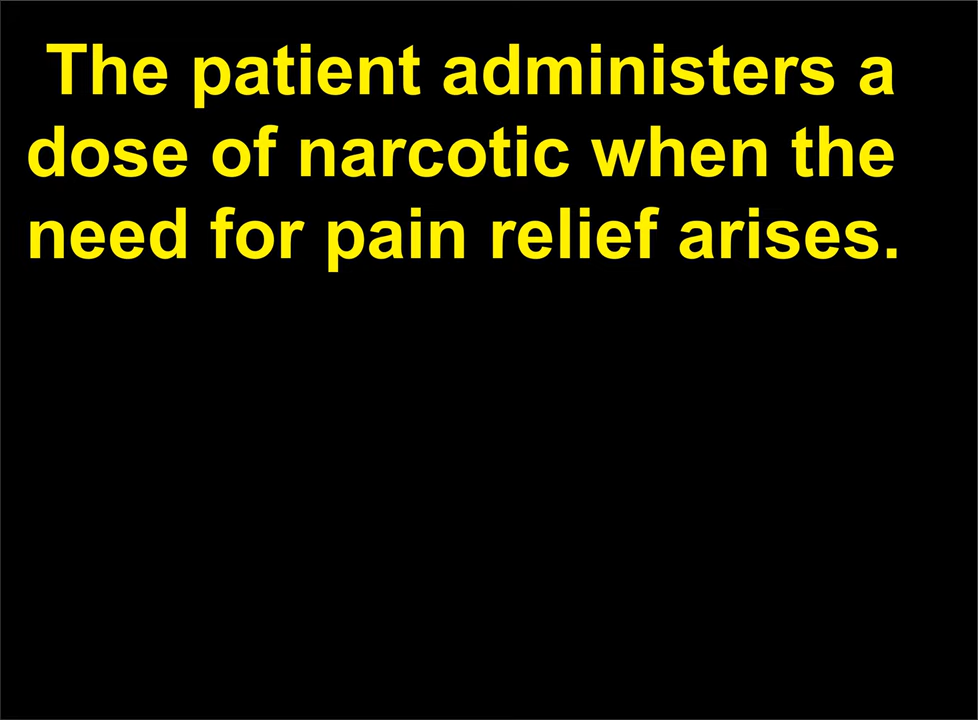 The patient administers a
dose of narcotic when the
need for pain relief arises.